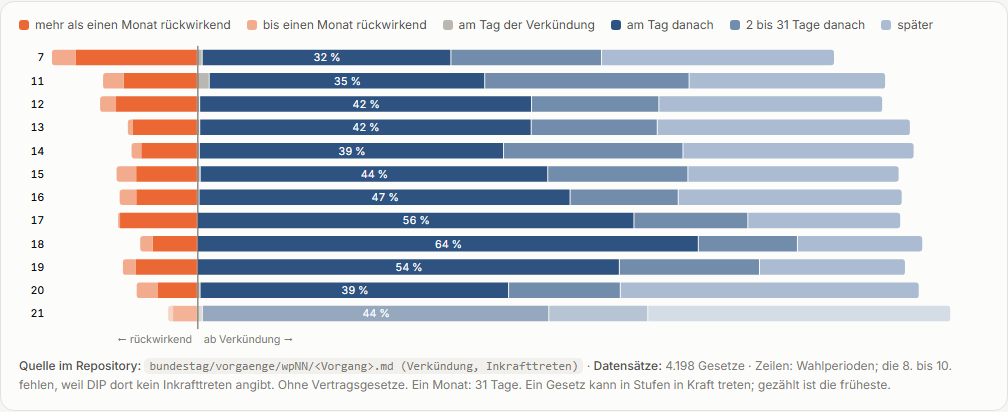 mehr als einen Monat rückwirkend bis einen Monat rückwirkend am Tag der Verkündung am Tag danach 2 bis 31 Tage danach später
7 32 %
11 35 %
12 42 %
13 42 %
14 39 %
15 44 %
16 47 %
17 56 %
18 64 %
19 54 %
20 39 %
21 44 %
← rückwirkend ab Verkündung →
Quelle im Repository: bundestag/vorgaenge/wpNN/<Vorgang>.md (Verkündung, Inkrafttreten) · Datensätze: 4.198 Gesetze · Zeilen: Wahlperioden; die 8. bis 10.
fehlen, weil DIP dort kein Inkrafttreten angibt. Ohne Vertragsgesetze. Ein Monat: 31 Tage. Ein Gesetz kann in Stufen in Kraft treten; gezählt ist die früheste.